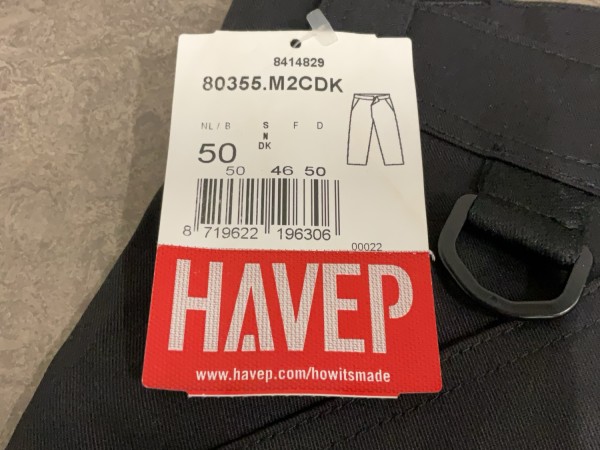 8414829
80355.M2CDK
NL / B S F D
N
DK
50
50 46 50
8 719622 196306
00022
HAVEP
www.havep.com/howitsmade